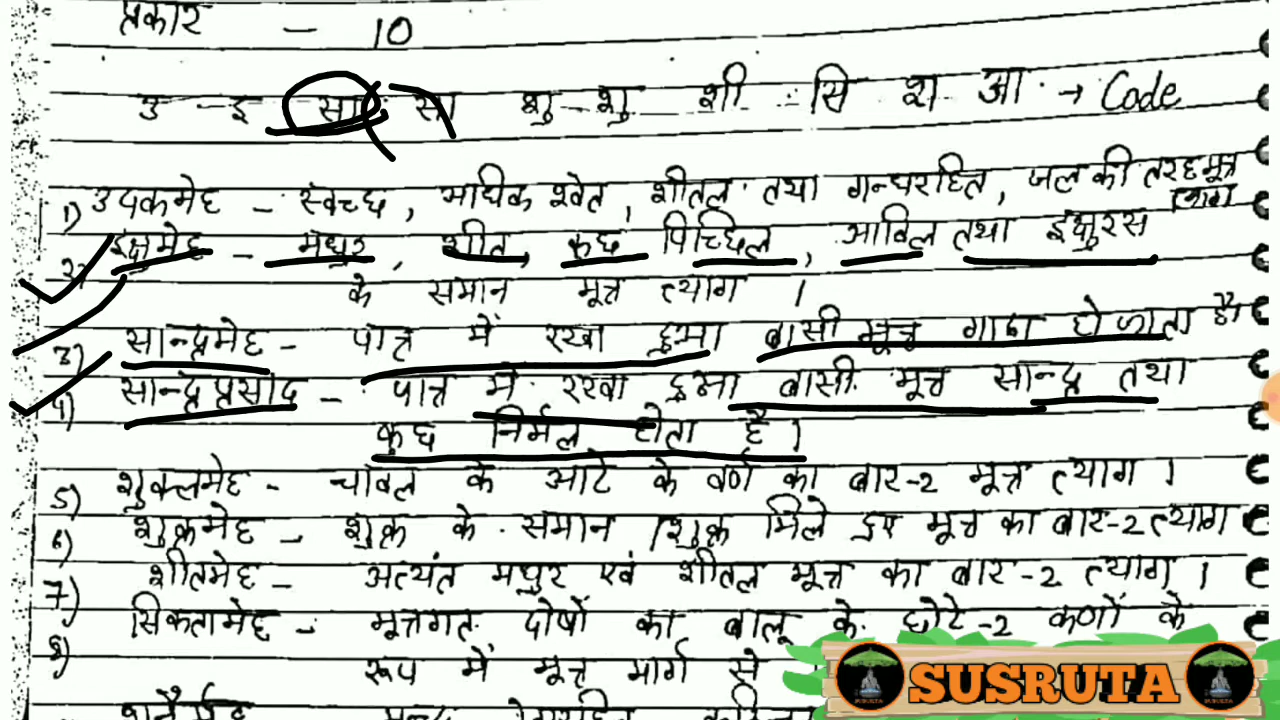 प्रकार - 10
उ - इ सा सा शु - शु शी सि श आ → Code
1) उदकमेह - स्वच्छ, अधिक श्वेत, शीतल तथा गन्धरहित, जल की तरह मूत्र त्याग
2) इक्षुमेह - मधुर, शीत, कुछ पिच्छिल, आविल तथा इक्षुरस
के समान मूत्र त्याग ।
3) सान्द्रमेह - पात्र में रखा हुआ बासी मूत्र गाढा हो जाता है।
4) सान्द्रप्रसाद - पात्र में रखा हुआ बासी मूत्र सान्द्र तथा
कुछ निर्मल होता है।
5) शुक्लमेह - चावल के आटे के वर्ण का बार-2 मूत्र त्याग ।
6) शुक्रमेह - शुक्र के समान / शुक्र मिले हुए मूत्र का बार-2 त्याग
7) शीतमेह - अत्यंत मधुर एवं शीतल मूत्र का बार-2 त्याग ।
8) सिकतामेह - मूत्रगत दोषों का बालू के छोटे-2 कणों के
रूप में मूत्र मार्ग से
SUSRUTA
SUSRUTA
SUSRUTA